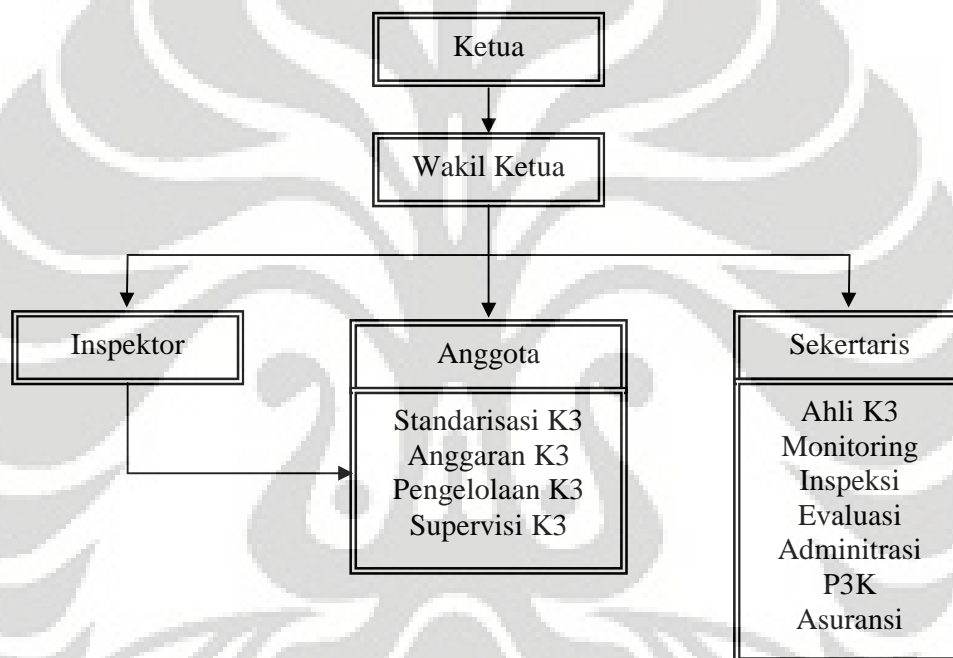 Ketua
Wakil Ketua
Inspektor
Anggota
Standarisasi K3
Anggaran K3
Pengelolaan K3
Supervisi K3
Sekertaris
Ahli K3
Monitoring
Inspeksi
Evaluasi
Adminitrasi
P3K
Asuransi